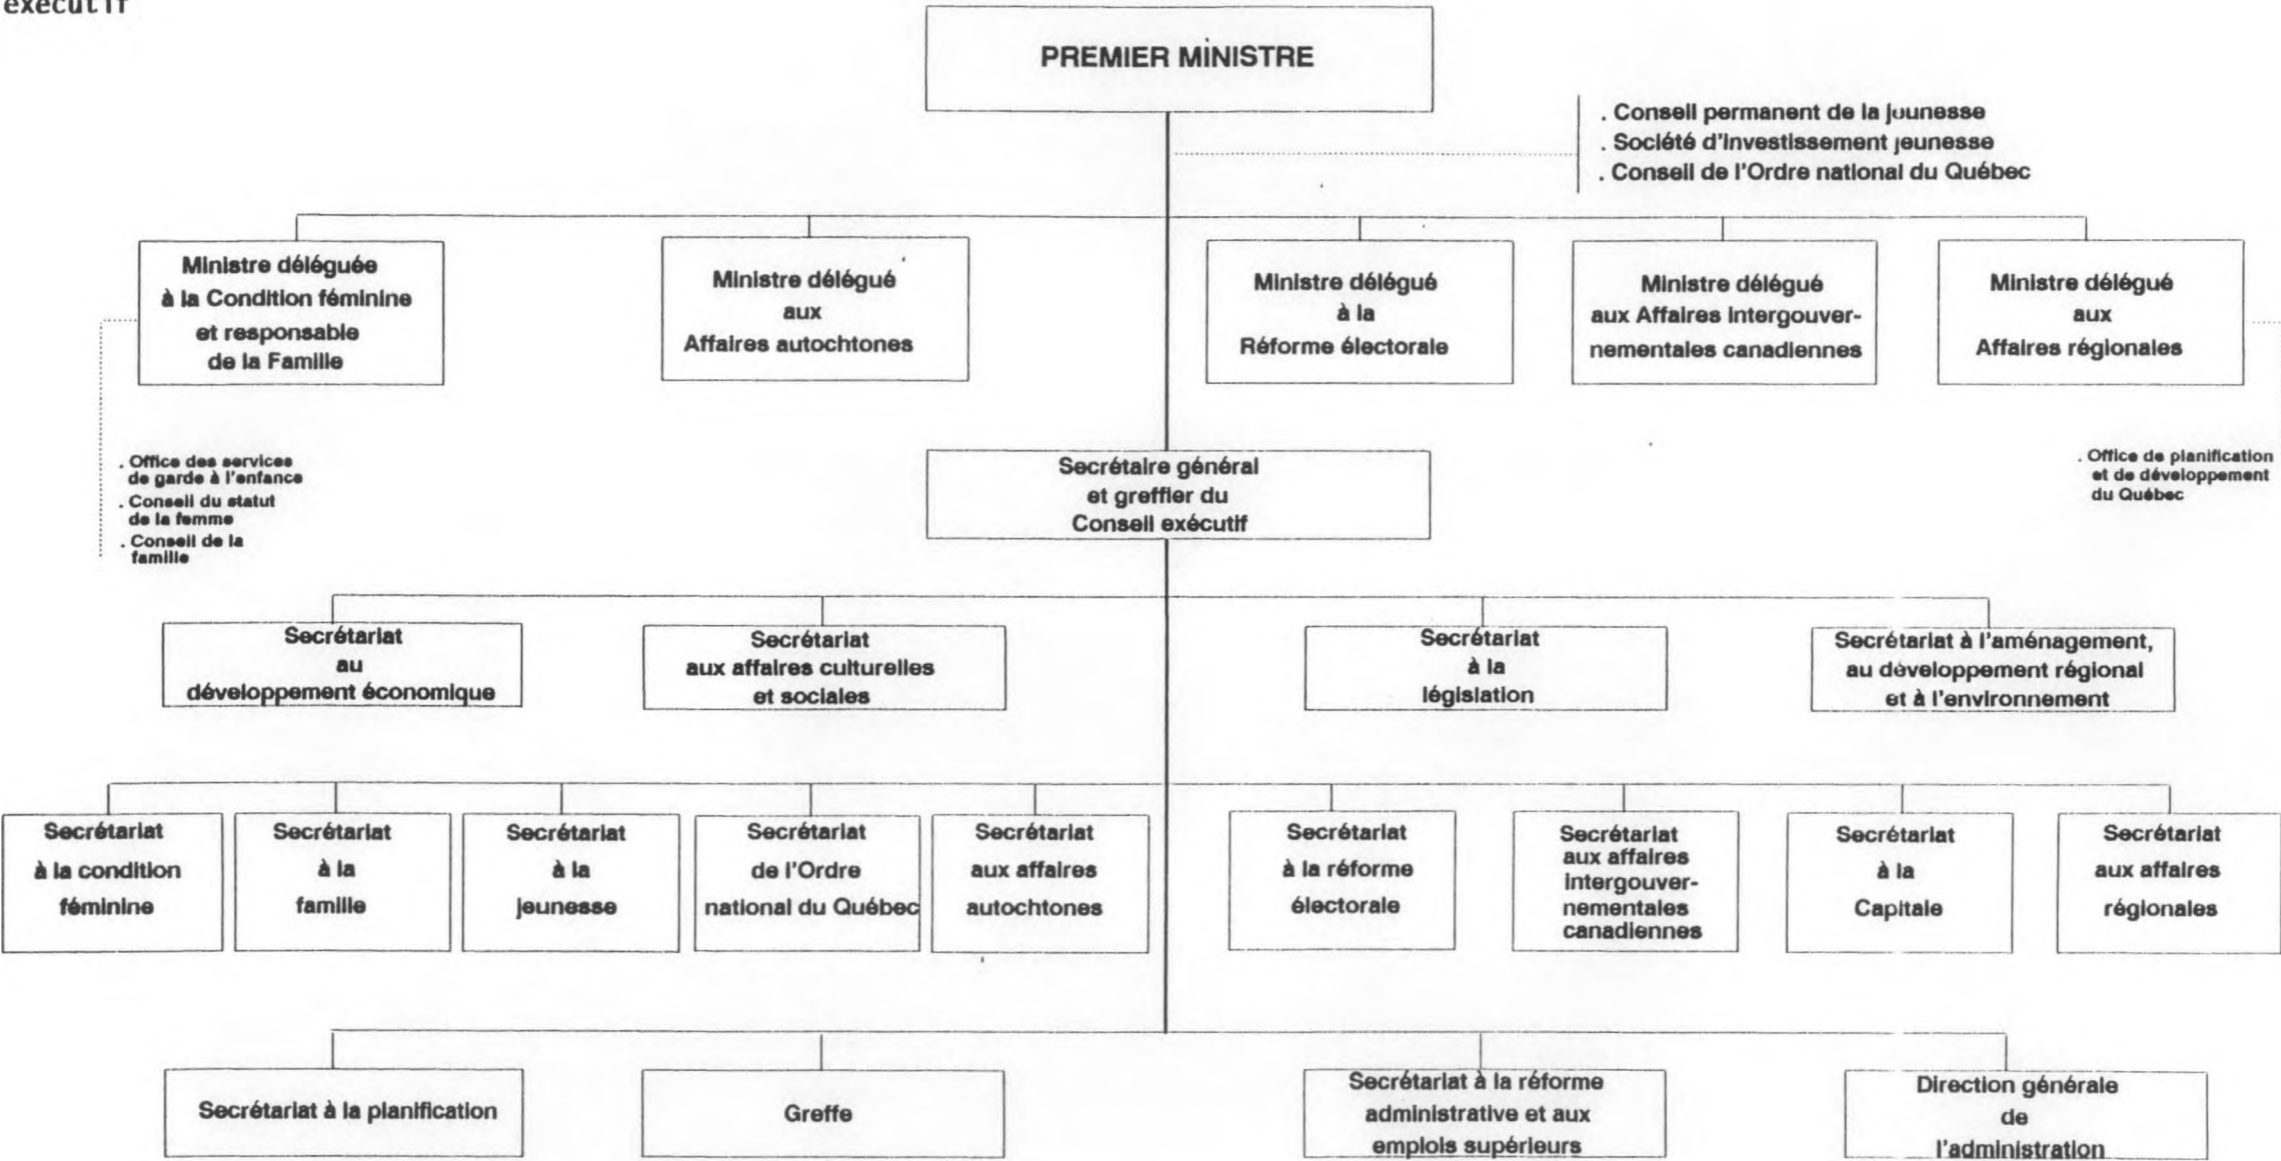 exécutif
PREMIER MINISTRE
. Conseil permanent de la jeunesse
. Société d'investissement jeunesse
. Conseil de l'Ordre national du Québec
Ministre déléguée
à la Condition féminine
et responsable
de la Famille
Ministre délégué
aux
Affaires autochtones
Ministre délégué
à la
Réforme électorale
Ministre délégué
aux Affaires intergouver-
nementales canadiennes
Ministre délégué
aux
Affaires régionales
. Office des services
de garde à l'enfance
. Conseil du statut
de la femme
. Conseil de la
famille
Secrétaire général
et greffier du
Conseil exécutif
. Office de planification
et de développement
du Québec
Secrétariat
au
développement économique
Secrétariat
aux affaires culturelles
et sociales
Secrétariat
à la
législation
Secrétariat à l'aménagement,
au développement régional
et à l'environnement
Secrétariat
à la condition
féminine
Secrétariat
à la
famille
Secrétariat
à la
jeunesse
Secrétariat
de l'Ordre
national du Québec
Secrétariat
aux affaires
autochtones
Secrétariat
à la réforme
électorale
Secrétariat
aux affaires
intergouver-
nementales
canadiennes
Secrétariat
à la
Capitale
Secrétariat
aux affaires
régionales
Secrétariat à la planification
Greffe
Secrétariat à la réforme
administrative et aux
emplois supérieurs
Direction générale
de
l'administration